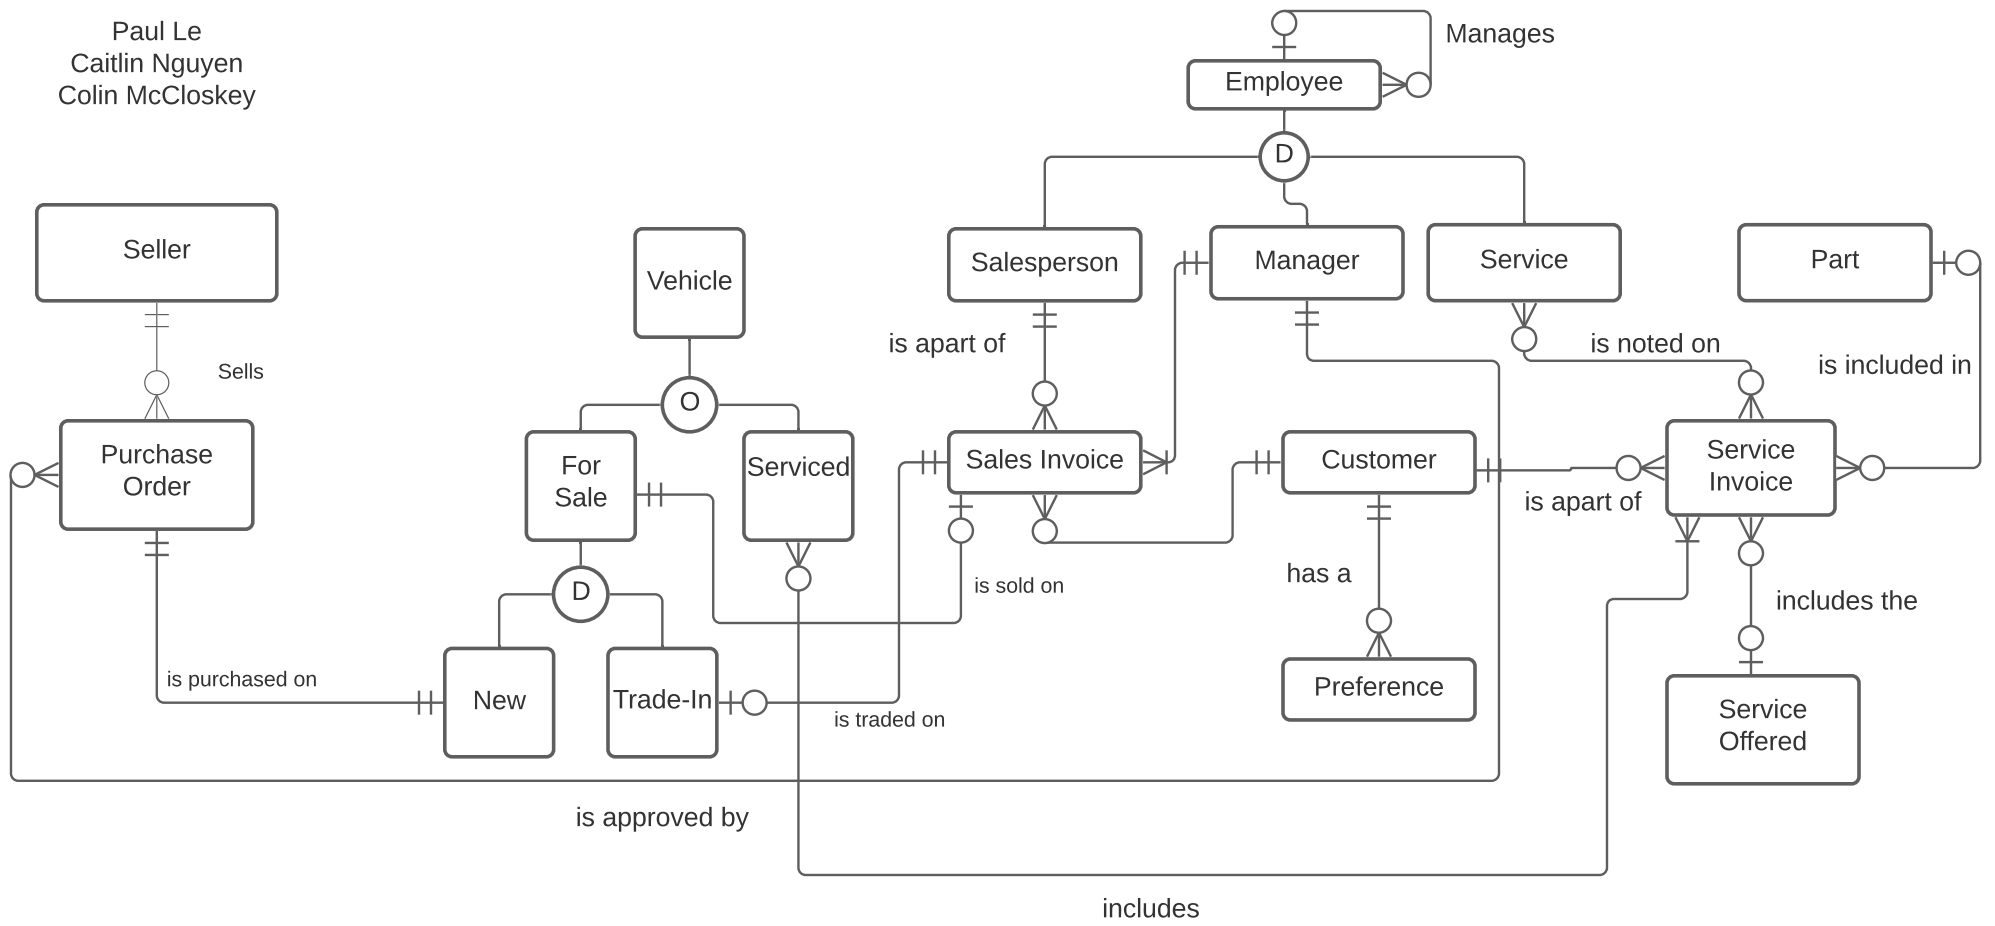 Paul Le
Caitlin Nguyen
Colin McCloskey
Manages
Employee
D
Seller
Vehicle
Salesperson
Manager
Service
Part
Sells
is apart of
is noted on
is included in
O
Purchase
Order
For
Sale
Serviced
Sales Invoice
Customer
Service
Invoice
is apart of
D
is sold on
has a
includes the
is purchased on
New
Trade-In
is traded on
Preference
Service
Offered
is approved by
includes